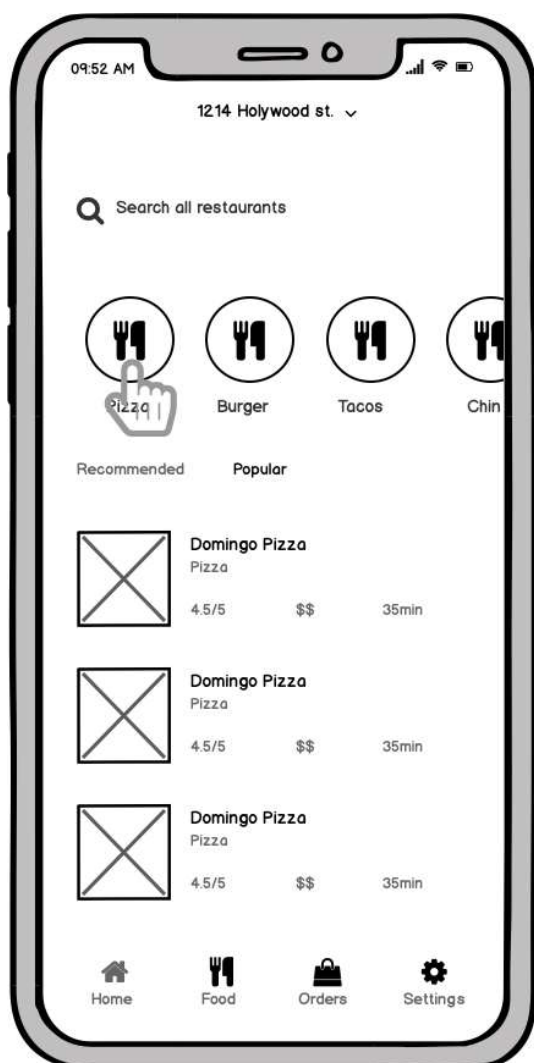 09:52 AM
1214 Holywood st.
Search all restaurants
Pizza Burger Tacos Chin
Recommended Popular
Domingo Pizza
Pizza
4.5/5 $$ 35min
Domingo Pizza
Pizza
4.5/5 $$ 35min
Domingo Pizza
Pizza
4.5/5 $$ 35min
Home Food Orders Settings